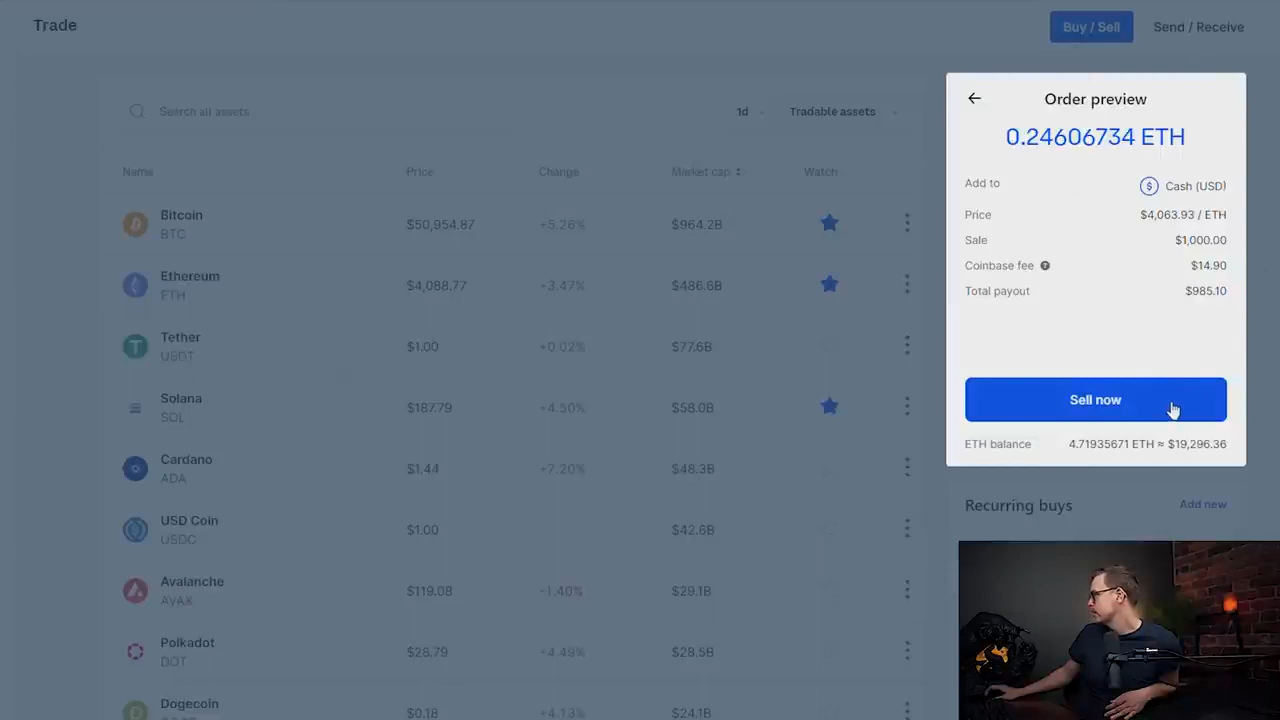 Trade
Buy / Sell
Send / Receive
Search all assets
1d
Tradable assets
Name Price Change Market cap Watch
Bitcoin
BTC
$50,954.87
+5.26%
$964.2B
Ethereum
ETH
$4,088.77
+3.47%
$486.6B
Tether
USDT
$1.00
+0.02%
$77.6B
Solana
SOL
$187.79
+4.50%
$58.0B
Cardano
ADA
$1.44
+7.20%
$48.3B
USD Coin
USDC
$1.00
$42.6B
Avalanche
AVAX
$119.08
-1.40%
$29.1B
Polkadot
DOT
$28.79
+4.49%
$28.5B
Dogecoin
$0.18
+4.13%
$24.1B
Order preview
0.24606734 ETH
Add to
$
Cash (USD)
Price $4,063.93 / ETH
Sale $1,000.00
Coinbase fee $14.90
Total payout $985.10
Sell now
ETH balance 4.71935671 ETH ≈ $19,296.36
Recurring buys
Add new